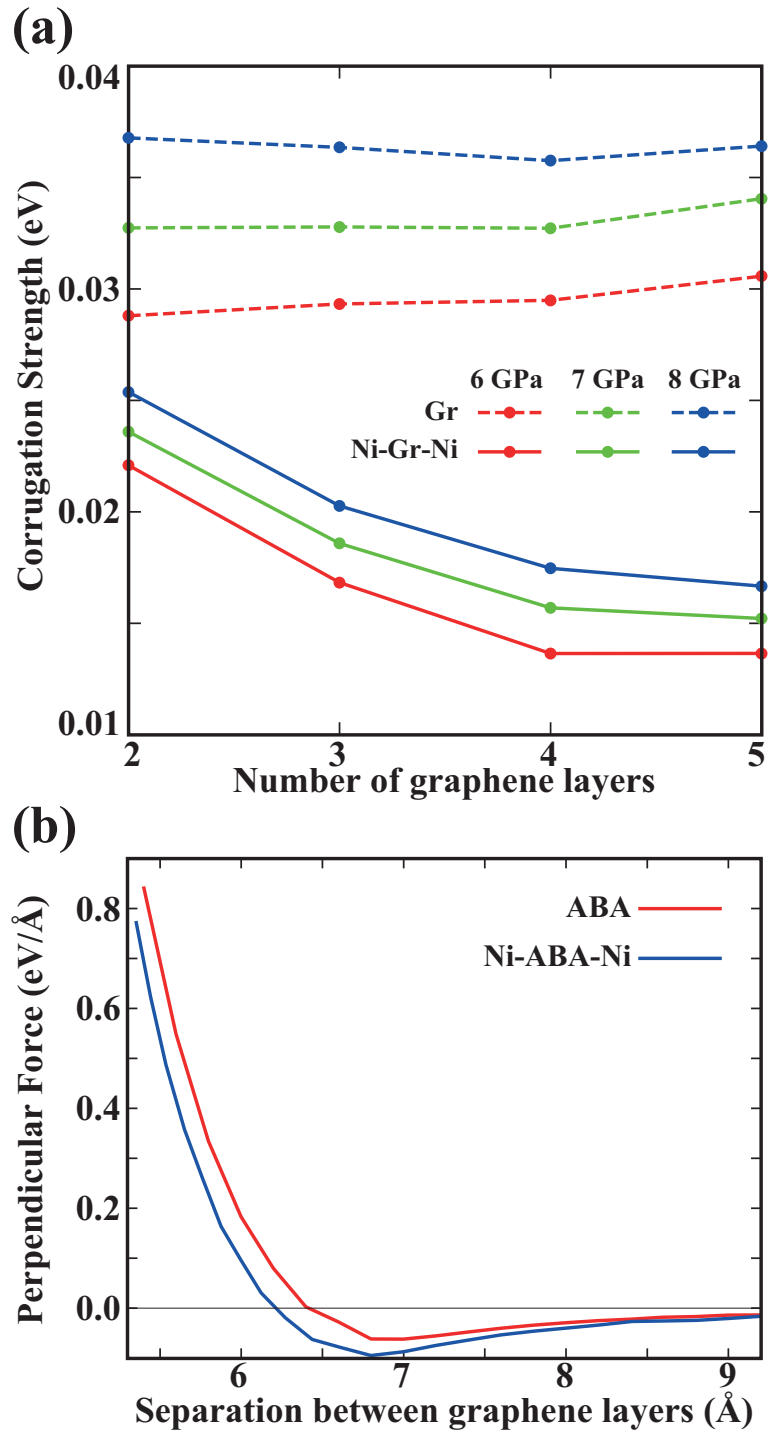 (a)
0.04
0.03
0.02
0.01
Corrugation Strength (eV)
6 GPa 7 GPa 8 GPa
Gr
Ni-Gr-Ni
2 3 4 5
Number of graphene layers
(b)
0.8
0.6
0.4
0.2
0.0
Perpendicular Force (eV/Å)
ABA
Ni-ABA-Ni
6 7 8 9
Separation between graphene layers (Å)